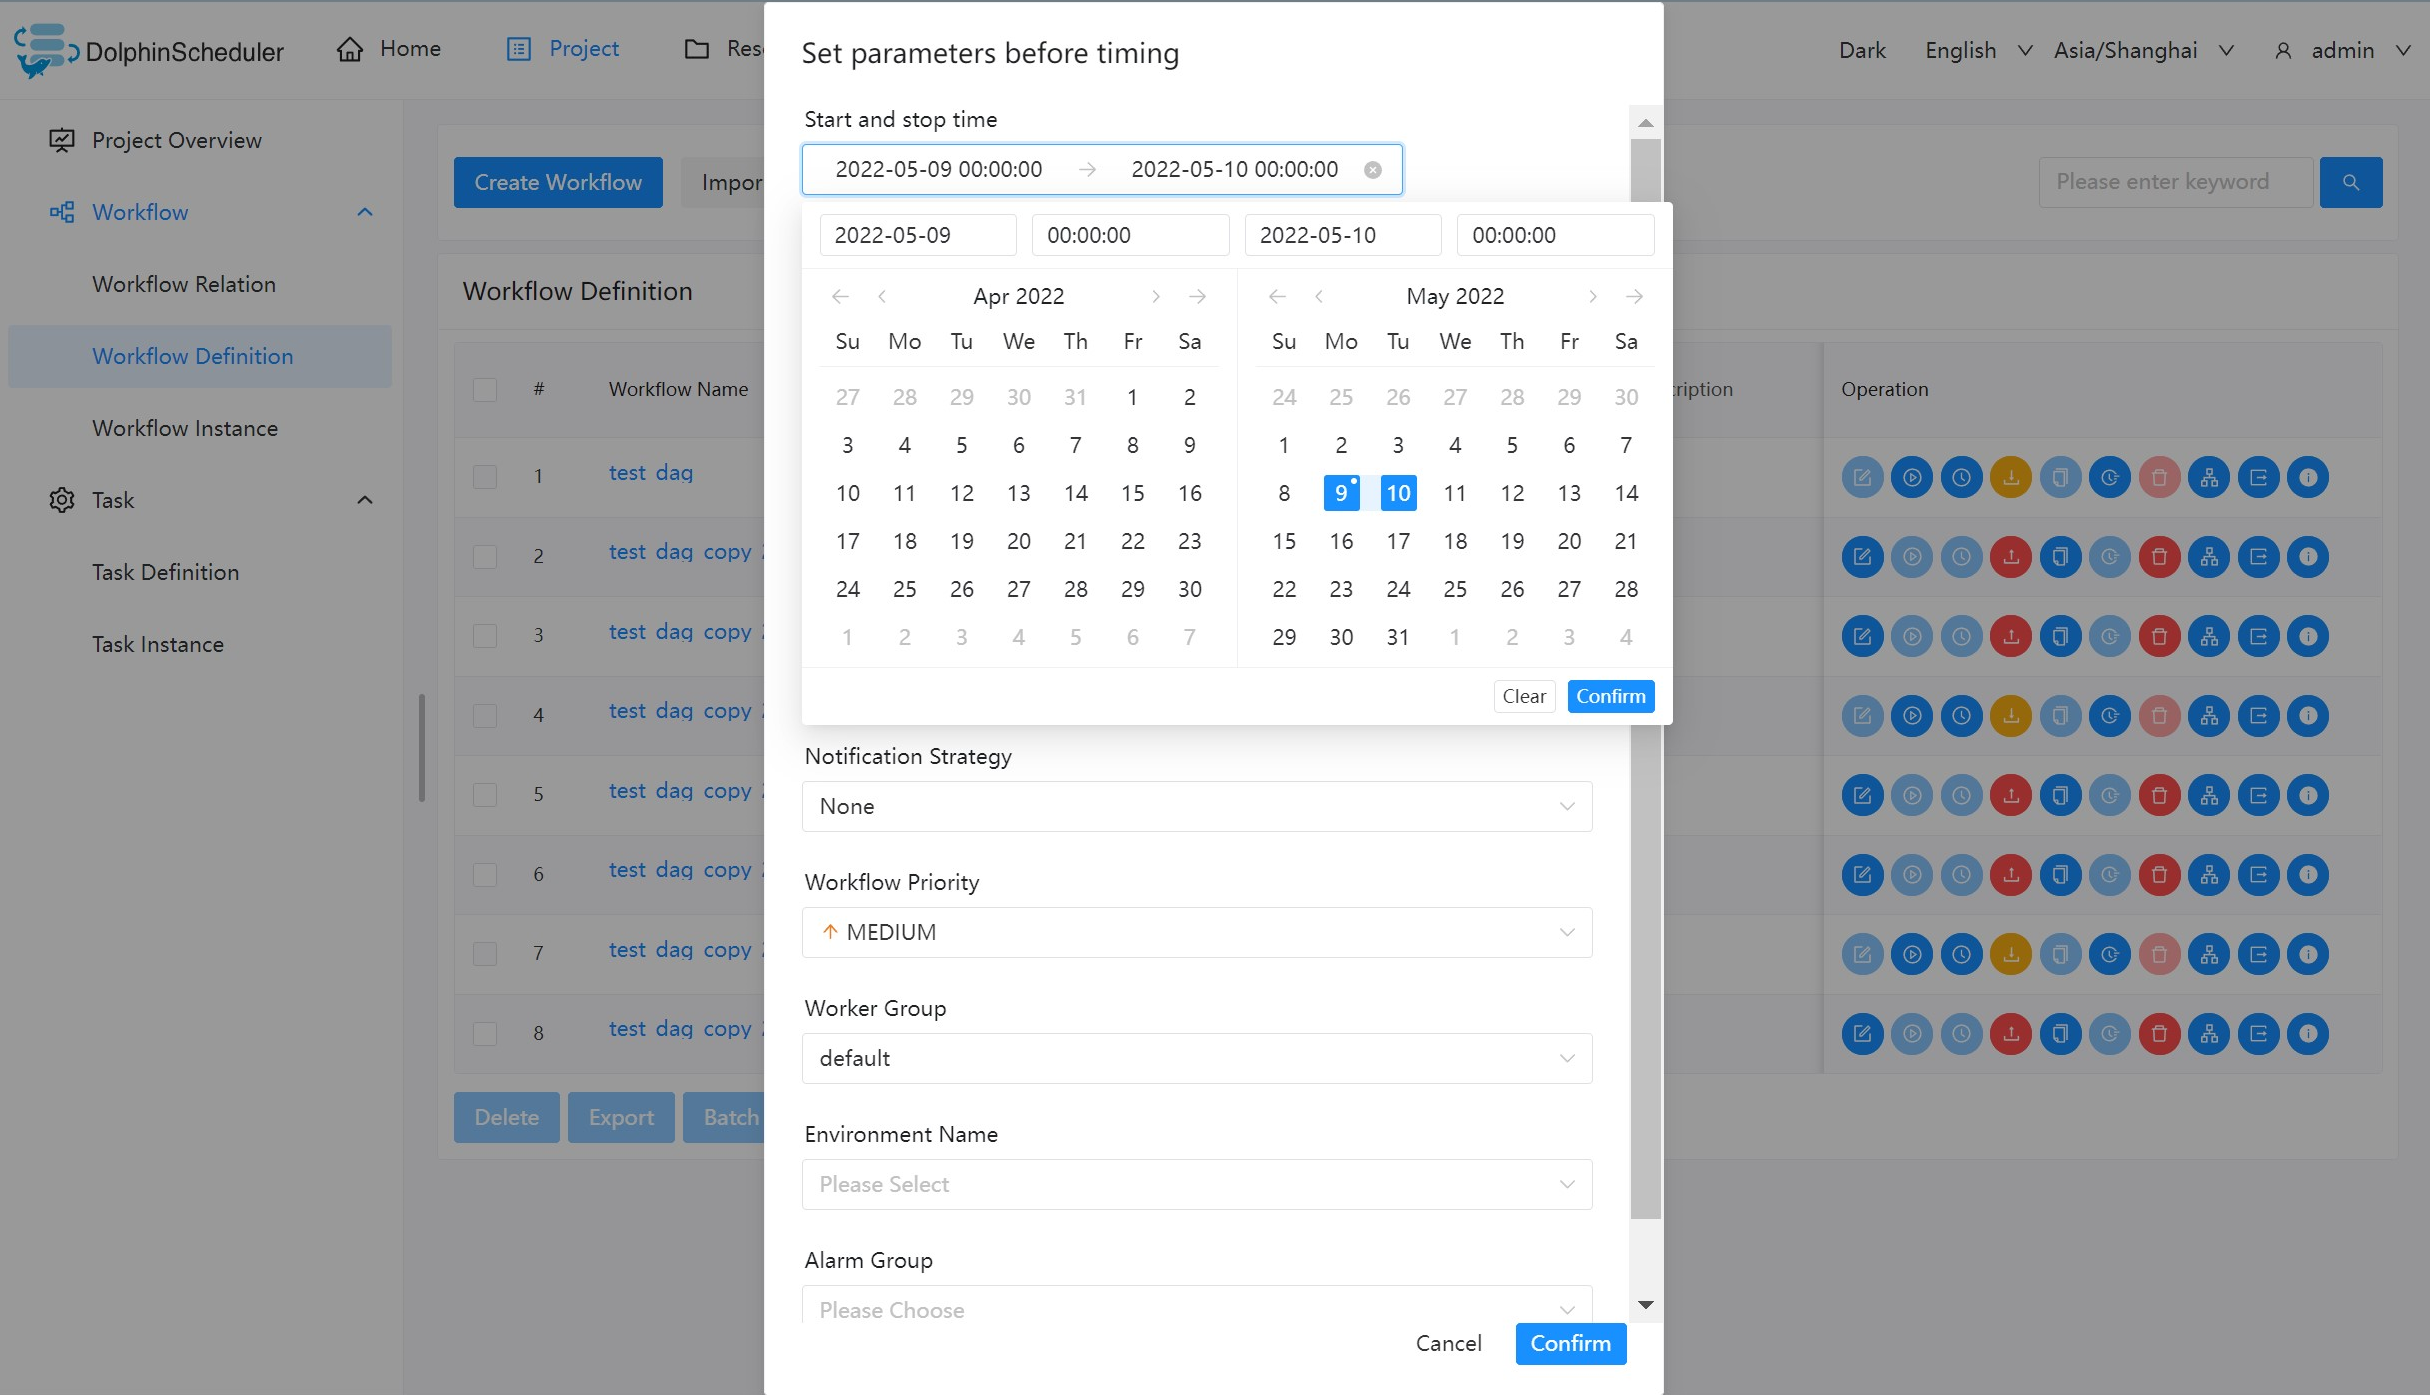 DolphinScheduler
Home
Project
Dark
English
Asia/Shanghai
admin
Project Overview
Workflow
Workflow Relation
Workflow Definition
Workflow Instance
Task
Task Definition
Task Instance
Create Workflow
Please enter keyword
Workflow Definition
# Workflow Name
Operation
1 test dag
2 test dag copy
3 test dag copy
4 test dag copy
5 test dag copy
6 test dag copy
7 test dag copy
8 test dag copy
Delete Export Batch
Set parameters before timing
Start and stop time
2022-05-09 00:00:00 → 2022-05-10 00:00:00
2022-05-09 00:00:00 2022-05-10 00:00:00
Apr 2022
Su Mo Tu We Th Fr Sa
27 28 29 30 31 1 2
3 4 5 6 7 8 9
10 11 12 13 14 15 16
17 18 19 20 21 22 23
24 25 26 27 28 29 30
1 2 3 4 5 6 7
May 2022
Su Mo Tu We Th Fr Sa
24 25 26 27 28 29 30
1 2 3 4 5 6 7
8 9 10 11 12 13 14
15 16 17 18 19 20 21
22 23 24 25 26 27 28
29 30 31 1 2 3 4
Clear Confirm
Notification Strategy
None
Workflow Priority
MEDIUM
Worker Group
default
Environment Name
Please Select
Alarm Group
Please Choose
Cancel Confirm